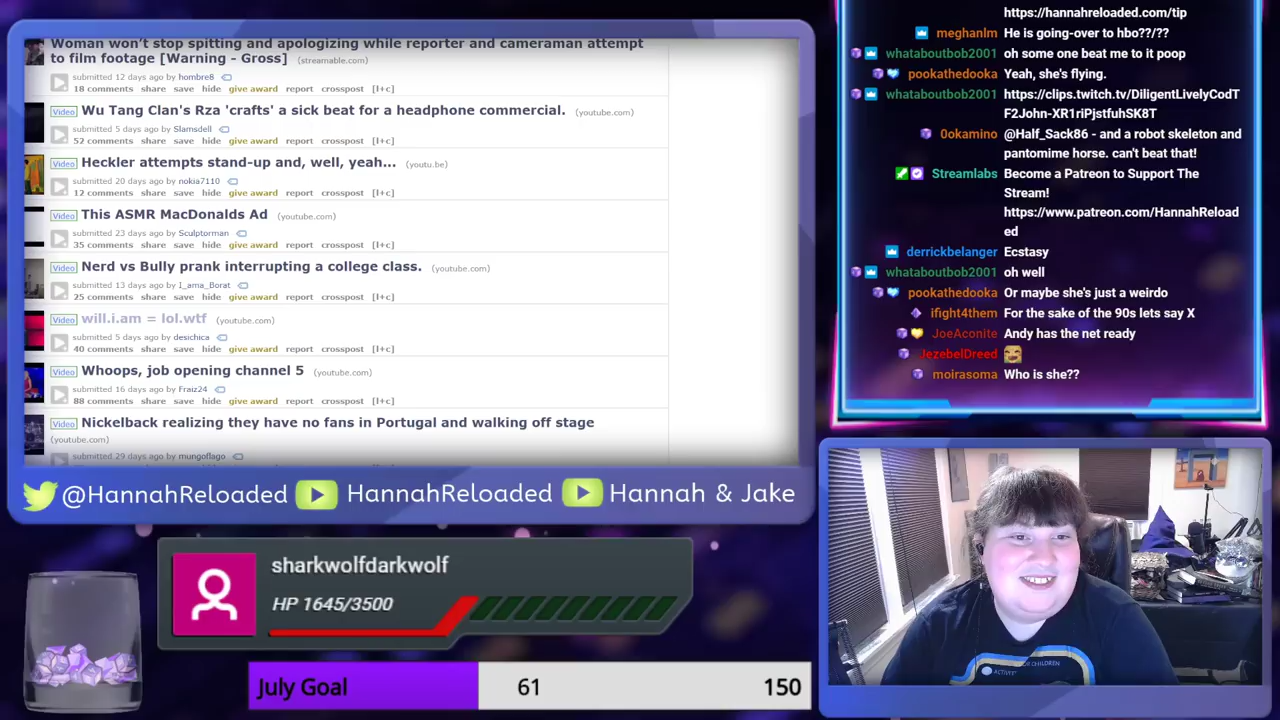 Woman won't stop spitting and apologizing while reporter and cameraman attempt
to film footage [Warning - Gross] (streamable.com)
submitted 12 days ago by hombre8
18 comments share save hide give award report crosspost [l+c]
Video Wu Tang Clan's Rza 'crafts' a sick beat for a headphone commercial. (youtube.com)
submitted 5 days ago by Slamsdell
52 comments share save hide give award report crosspost [l+c]
Video Heckler attempts stand-up and, well, yeah... (youtu.be)
submitted 20 days ago by nokia7110
12 comments share save hide give award report crosspost [l+c]
Video This ASMR MacDonalds Ad (youtube.com)
submitted 23 days ago by Sculptorman
35 comments share save hide give award report crosspost [l+c]
Video Nerd vs Bully prank interrupting a college class. (youtube.com)
submitted 13 days ago by I_ama_Borat
25 comments share save hide give award report crosspost [l+c]
Video will.i.am = lol.wtf (youtube.com)
submitted 5 days ago by desichica
40 comments share save hide give award report crosspost [l+c]
Video Whoops, job opening channel 5 (youtube.com)
submitted 16 days ago by Fraiz24
88 comments share save hide give award report crosspost [l+c]
Video Nickelback realizing they have no fans in Portugal and walking off stage
(youtube.com)
submitted 29 days ago by mungoflago
@HannahReloaded HannahReloaded Hannah & Jake
sharkwolfdarkwolf
HP 1645/3500
July Goal 61 150
https://hannahreloaded.com/tip
meghanlm He is going-over to hbo??/??
whataboutbob2001 oh some one beat me to it poop
pookathedooka Yeah, she's flying.
whataboutbob2001 https://clips.twitch.tv/DiligentLivelyCodT
F2John-XR1riPjstfuhSK8T
0okamino @Half_Sack86 - and a robot skeleton and
pantomime horse. can't beat that!
Streamlabs Become a Patreon to Support The
Stream!
https://www.patreon.com/HannahReload
ed
derrickbelanger Ecstasy
whataboutbob2001 oh well
pookathedooka Or maybe she's just a weirdo
ifight4them For the sake of the 90s lets say X
JoeAconite Andy has the net ready
JezebelDreed
moirasoma Who is she??